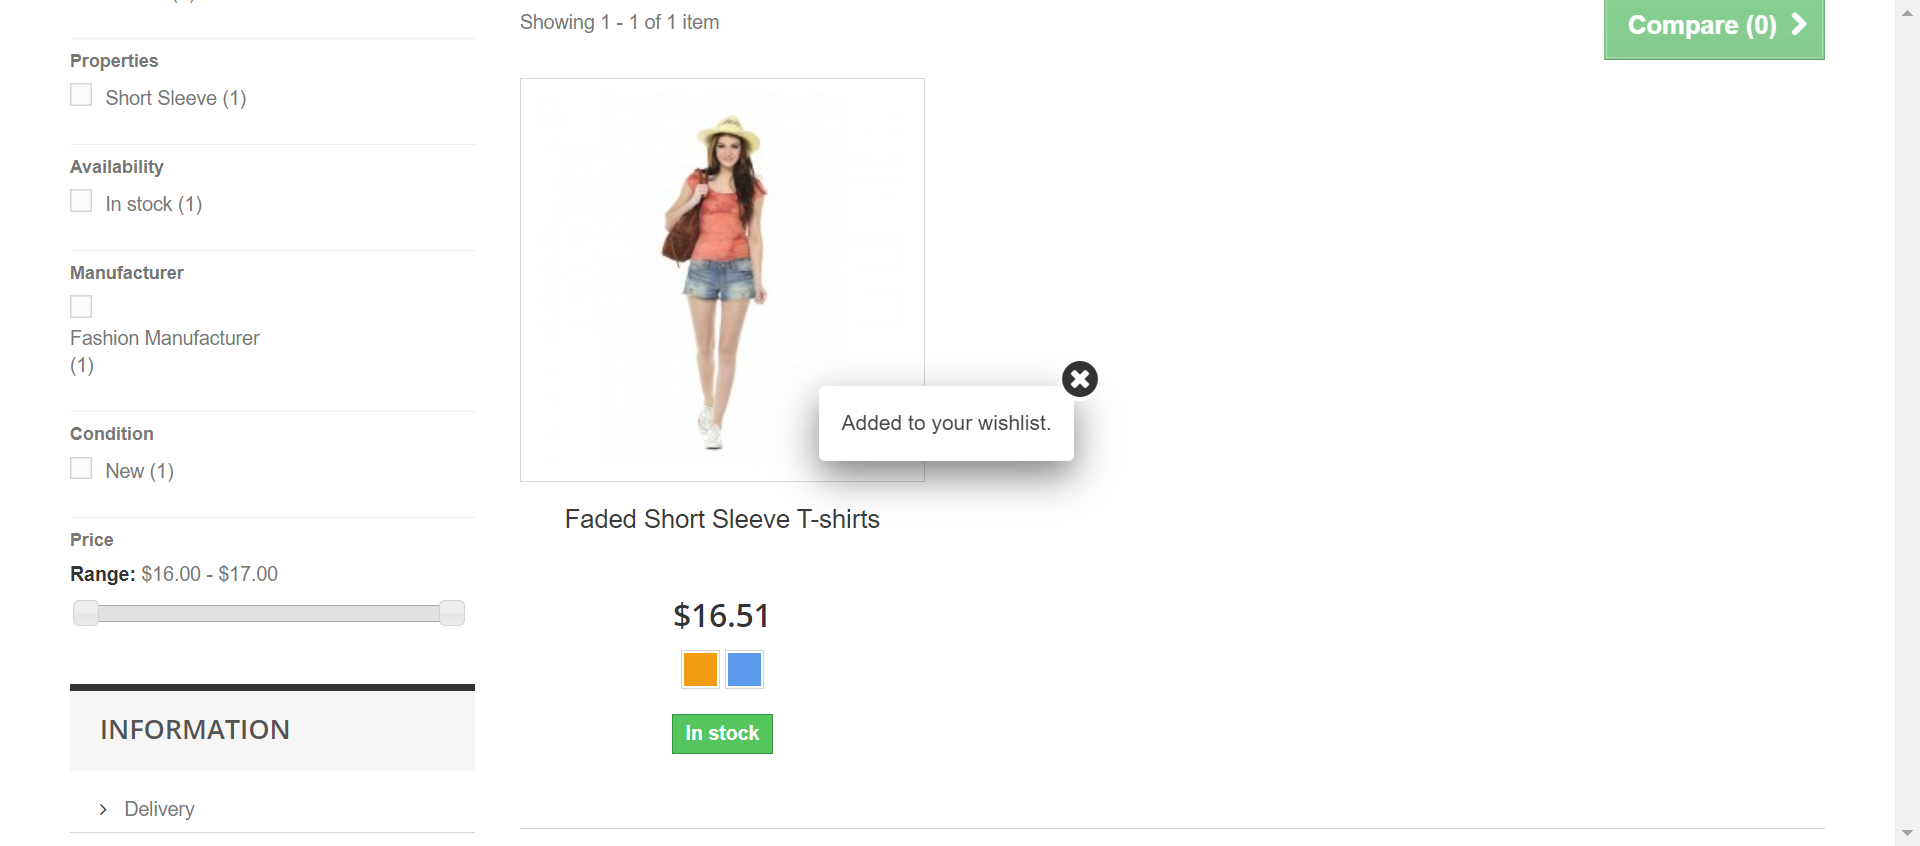 Properties
Short Sleeve (1)
Availability
In stock (1)
Manufacturer
Fashion Manufacturer
(1)
Condition
New (1)
Price
Range: $16.00 - $17.00
INFORMATION
Delivery
Showing 1 - 1 of 1 item
Compare (0)
Added to your wishlist.
Faded Short Sleeve T-shirts
$16.51
In stock